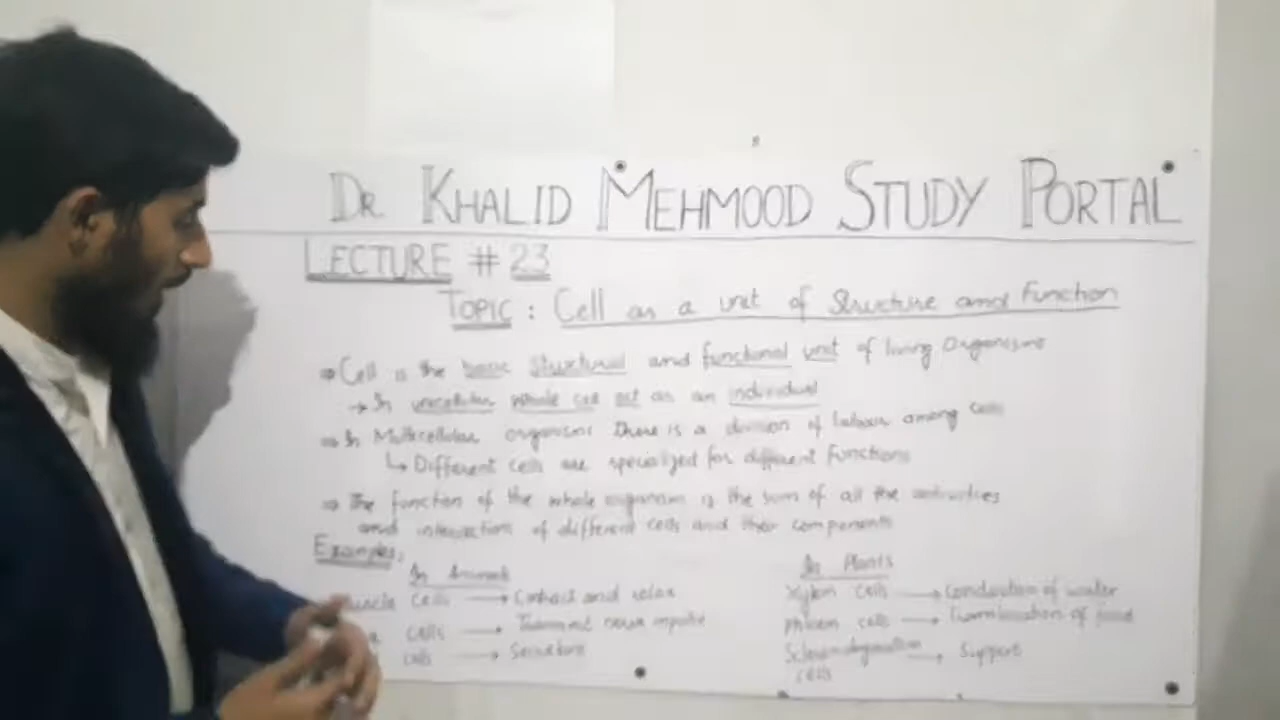 DR KHALID MEHMOOD STUDY PORTAL
LECTURE # 23
TOPIC : Cell as a unit of Structure and Function
⇒ Cell is the basic structural and functional unit of living Organisms
→ In unicellular whole cell act as an individual
⇒ In Multicellular organisms There is a division of labour among cells
↳ Different cells are specialized for different functions
⇒ The function of the whole organism is the sum of all the activities
and interactions of different cells and their components
Examples:
In Animals
Muscle cells → Contract and relax
cells → Transmit nerve impulse
cells → Secretions
In Plants
Xylem cells → Conduction of water
phloem cells → Translocation of food
cells → Support